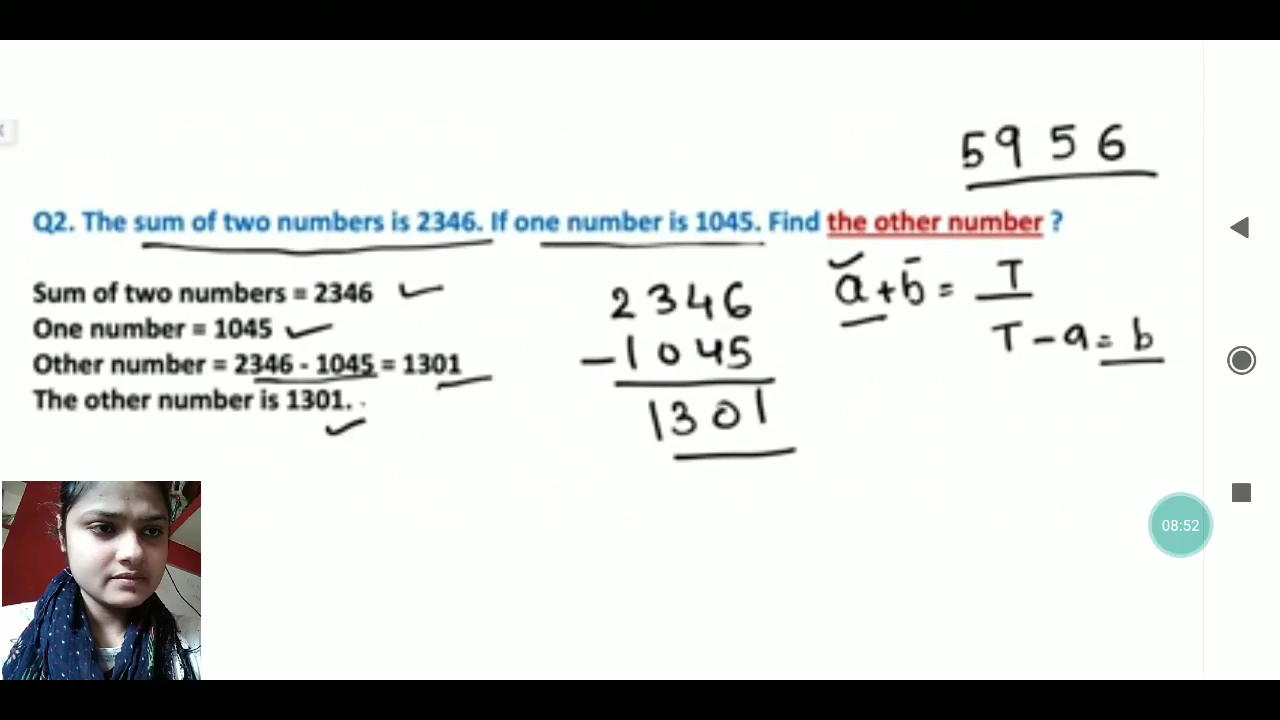 5956
Q2. The sum of two numbers is 2346. If one number is 1045. Find the other number ?
Sum of two numbers = 2346
One number = 1045
Other number = 2346 - 1045 = 1301
The other number is 1301.
2346
-1045
1301
a+b = T
T-a=b
08:52